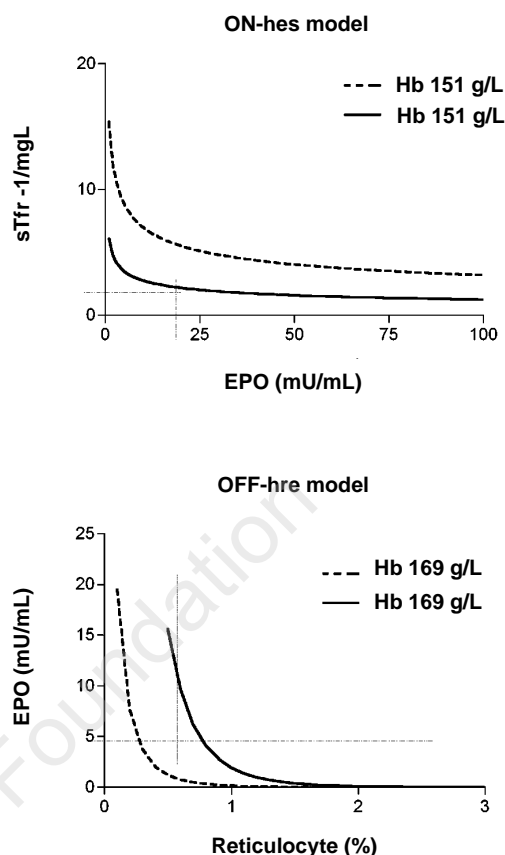 ON-hes model
20
10
0
sTfr -1/mgL
Hb 151 g/L
Hb 151 g/L
0 25 50 75 100
EPO (mU/mL)
OFF-hre model
25
20
15
10
5
0
EPO (mU/mL)
Hb 169 g/L
Hb 169 g/L
0 1 2 3
Reticulocyte (%)
Foundation